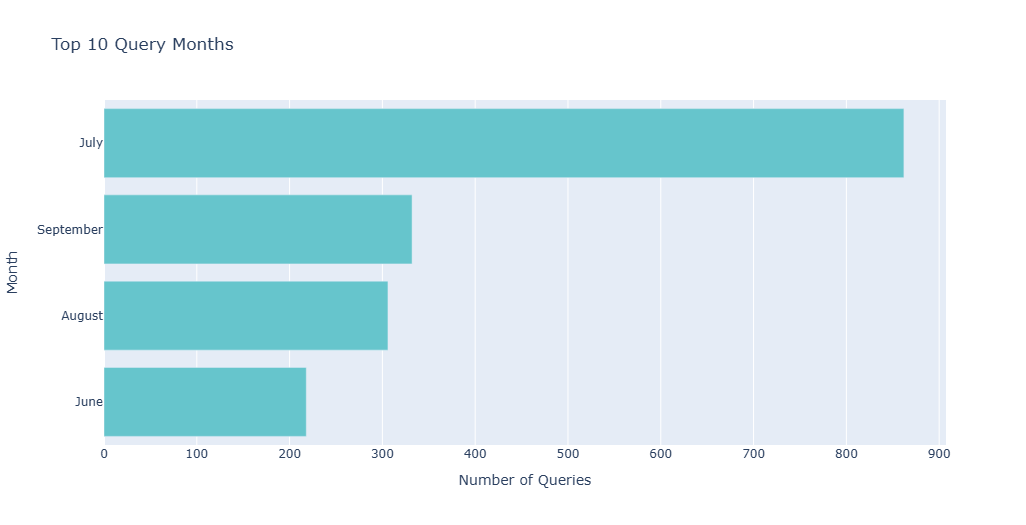 Top 10 Query Months
July
September
August
June
Month
0 100 200 300 400 500 600 700 800 900
Number of Queries